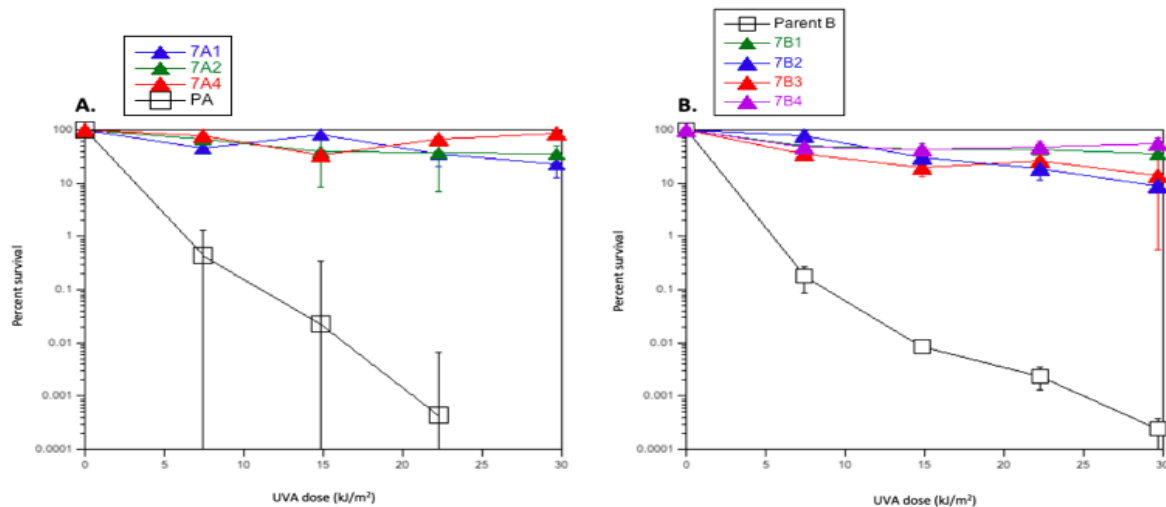 7A1
7A2
7A4
PA
A.
100
10
1
0.1
0.01
0.001
0.0001
Percent survival
0 5 10 15 20 25 30
UVA dose (kJ/m²)
Parent B
7B1
7B2
7B3
7B4
B.
100
10
1
0.1
0.01
0.001
0.0001
Percent survival
0 5 10 15 20 25 30
UVA dose (kJ/m²)